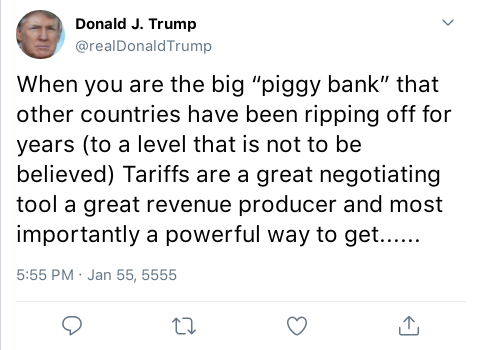 Donald J. Trump
@realDonaldTrump
When you are the big “piggy bank” that
other countries have been ripping off for
years (to a level that is not to be
believed) Tariffs are a great negotiating
tool a great revenue producer and most
importantly a powerful way to get......
5:55 PM · Jan 55, 5555